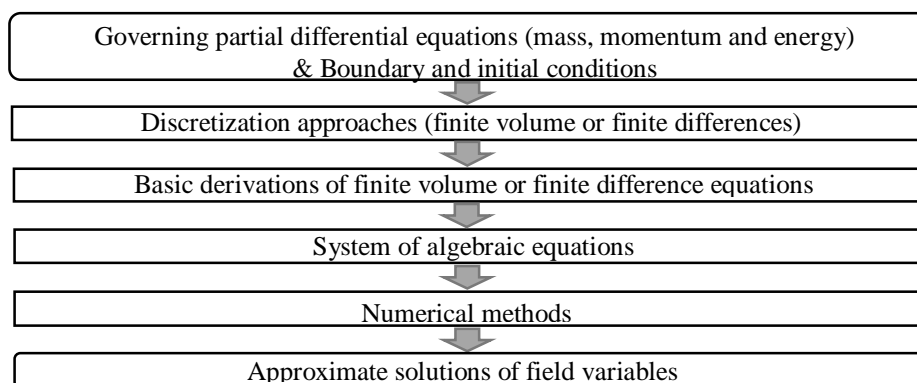 Governing partial differential equations (mass, momentum and energy)
& Boundary and initial conditions
Discretization approaches (finite volume or finite differences)
Basic derivations of finite volume or finite difference equations
System of algebraic equations
Numerical methods
Approximate solutions of field variables